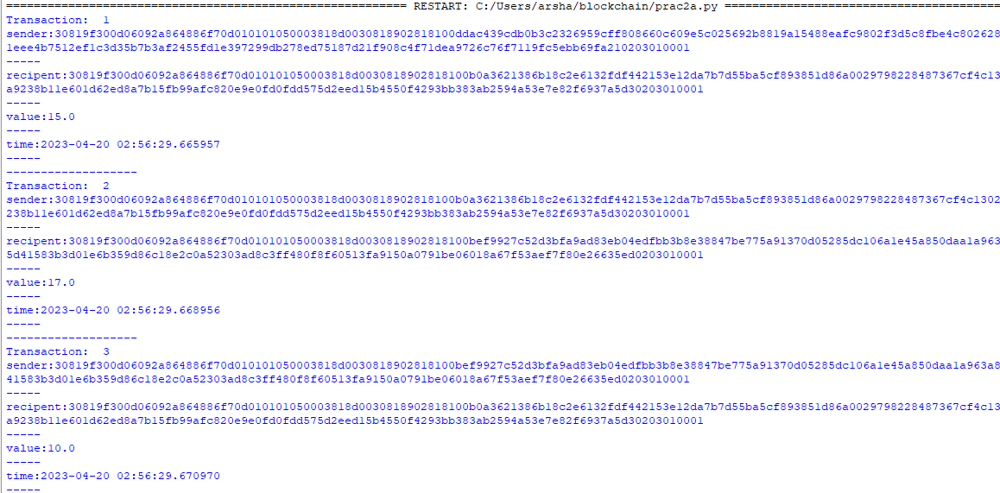 ========================================================== RESTART: C:/Users/arsha/blockchain/prac2a.py ========================================
Transaction:  1
sender:30819f300d06092a864886f70d010101050003818d0030818902818100ddac439cdb0b3c2326959cff808660c609e5c025692b8819a15488eafc9802f3d5c8fbe4c802628
1eee4b7512ef1c3d35b7b3af2455fd1e397299db278ed75187d21f908c4f71dea9726c76f7119fc5ebb69fa210203010001
-----
recipent:30819f300d06092a864886f70d010101050003818d0030818902818100b0a3621386b18c2e6132fdf442153e12da7b7d55ba5cf893851d86a0029798228487367cf4c13
a9238b11e601d62ed8a7b15fb99afc820e9e0fd0fdd575d2eed15b4550f4293bb383ab2594a53e7e82f6937a5d30203010001
-----
value:15.0
-----
time:2023-04-20 02:56:29.665957
-----
-------------------
Transaction:  2
sender:30819f300d06092a864886f70d010101050003818d0030818902818100b0a3621386b18c2e6132fdf442153e12da7b7d55ba5cf893851d86a0029798228487367cf4c1302
238b11e601d62ed8a7b15fb99afc820e9e0fd0fdd575d2eed15b4550f4293bb383ab2594a53e7e82f6937a5d30203010001
-----
recipent:30819f300d06092a864886f70d010101050003818d0030818902818100bef9927c52d3bfa9ad83eb04edfbb3b8e38847be775a91370d05285dc106a1e45a850daa1a963
5d41583b3d01e6b359d86c18e2c0a52303ad8c3ff480f8f60513fa9150a0791be06018a67f53aef7f80e26635ed0203010001
-----
value:17.0
-----
time:2023-04-20 02:56:29.668956
-----
-------------------
Transaction:  3
sender:30819f300d06092a864886f70d010101050003818d0030818902818100bef9927c52d3bfa9ad83eb04edfbb3b8e38847be775a91370d05285dc106a1e45a850daa1a963a8
41583b3d01e6b359d86c18e2c0a52303ad8c3ff480f8f60513fa9150a0791be06018a67f53aef7f80e26635ed0203010001
-----
recipent:30819f300d06092a864886f70d010101050003818d0030818902818100b0a3621386b18c2e6132fdf442153e12da7b7d55ba5cf893851d86a0029798228487367cf4c13
a9238b11e601d62ed8a7b15fb99afc820e9e0fd0fdd575d2eed15b4550f4293bb383ab2594a53e7e82f6937a5d30203010001
-----
value:10.0
-----
time:2023-04-20 02:56:29.670970
-----